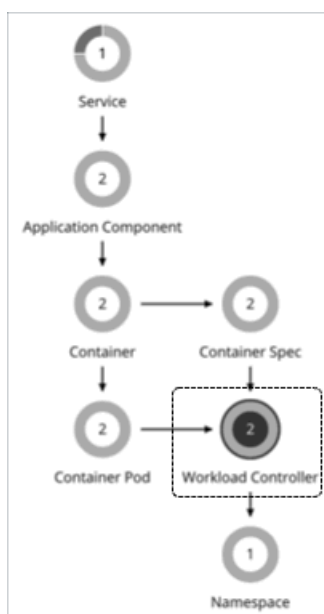 1
Service
2
Application Component
2 2
Container Container Spec
2 2
Container Pod Workload Controller
1
Namespace